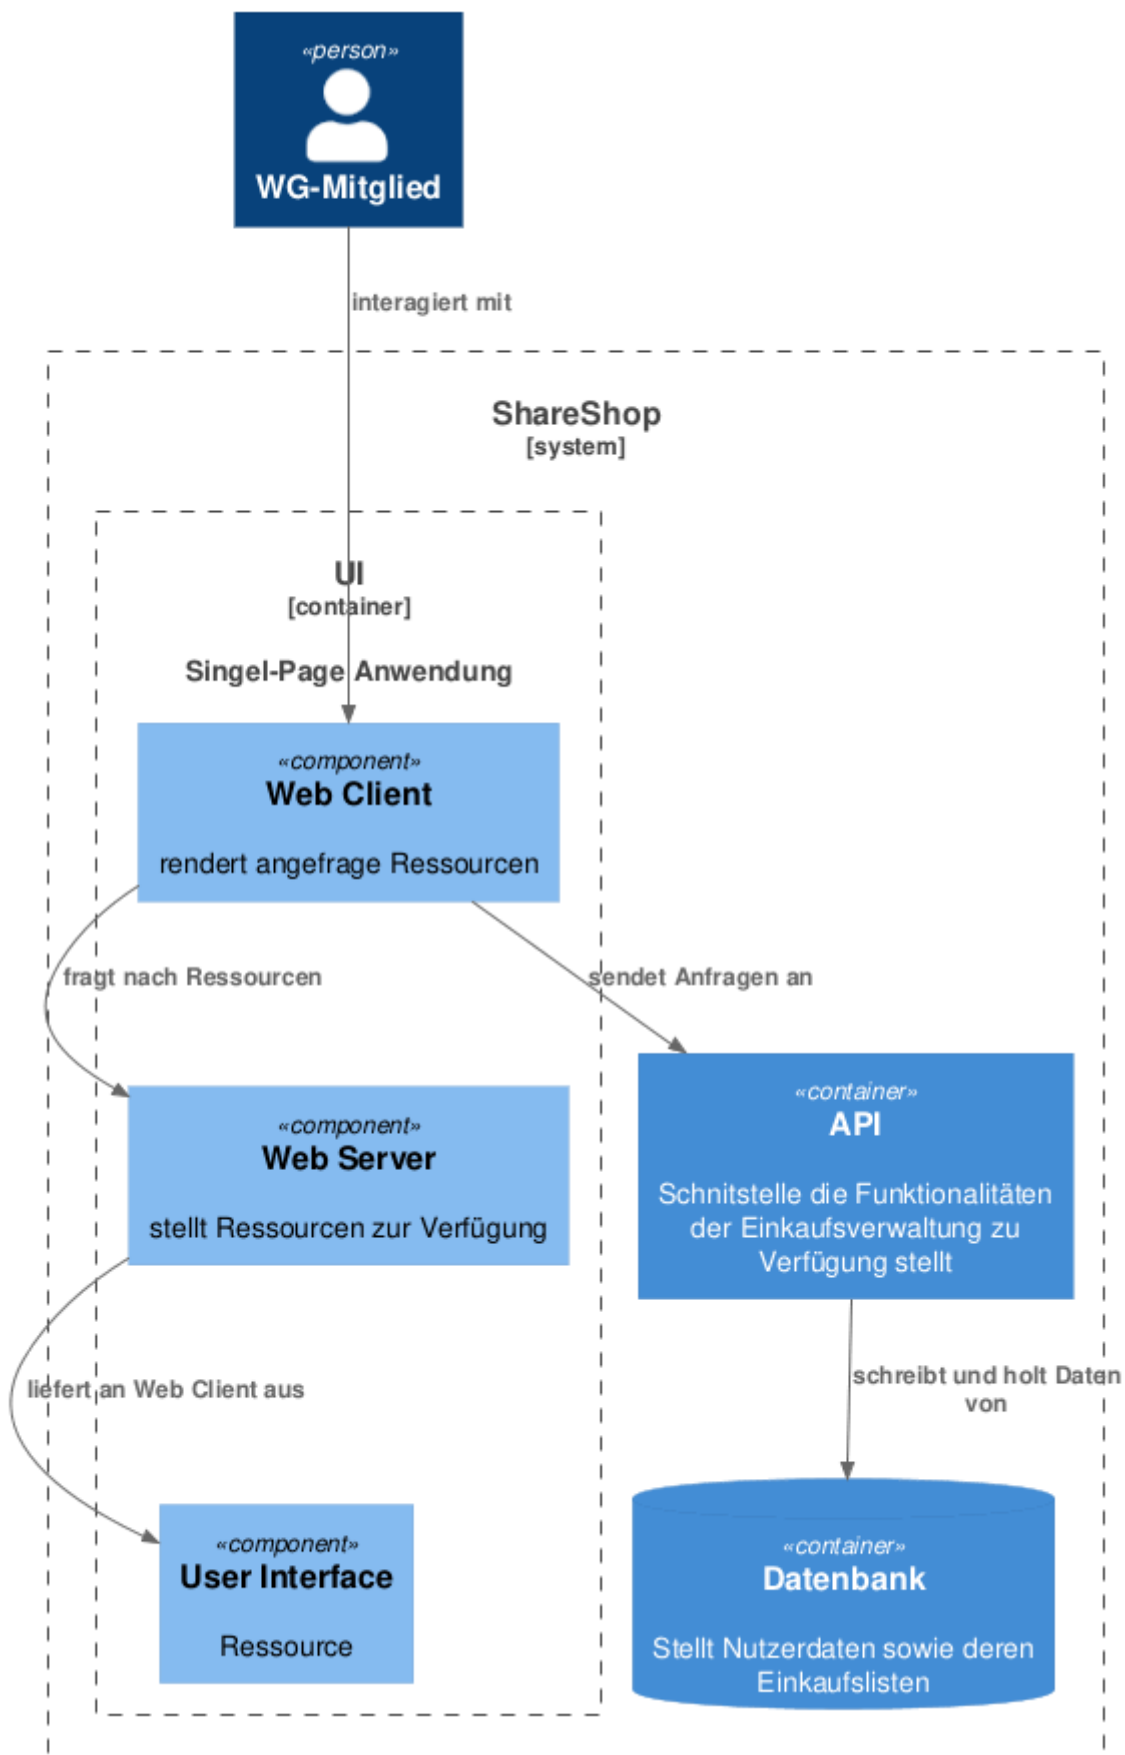 «person»
WG-Mitglied
interagiert mit
ShareShop
[system]
UI
[container]
Singel-Page Anwendung
«component»
Web Client
rendert angefrage Ressourcen
fragt nach Ressourcen
sendet Anfragen an
«component»
Web Server
stellt Ressourcen zur Verfügung
«container»
API
Schnitstelle die Funktionalitäten
der Einkaufsverwaltung zu
Verfügung stellt
liefert an Web Client aus
schreibt und holt Daten
von
«component»
User Interface
Ressource
«container»
Datenbank
Stellt Nutzerdaten sowie deren
Einkaufslisten